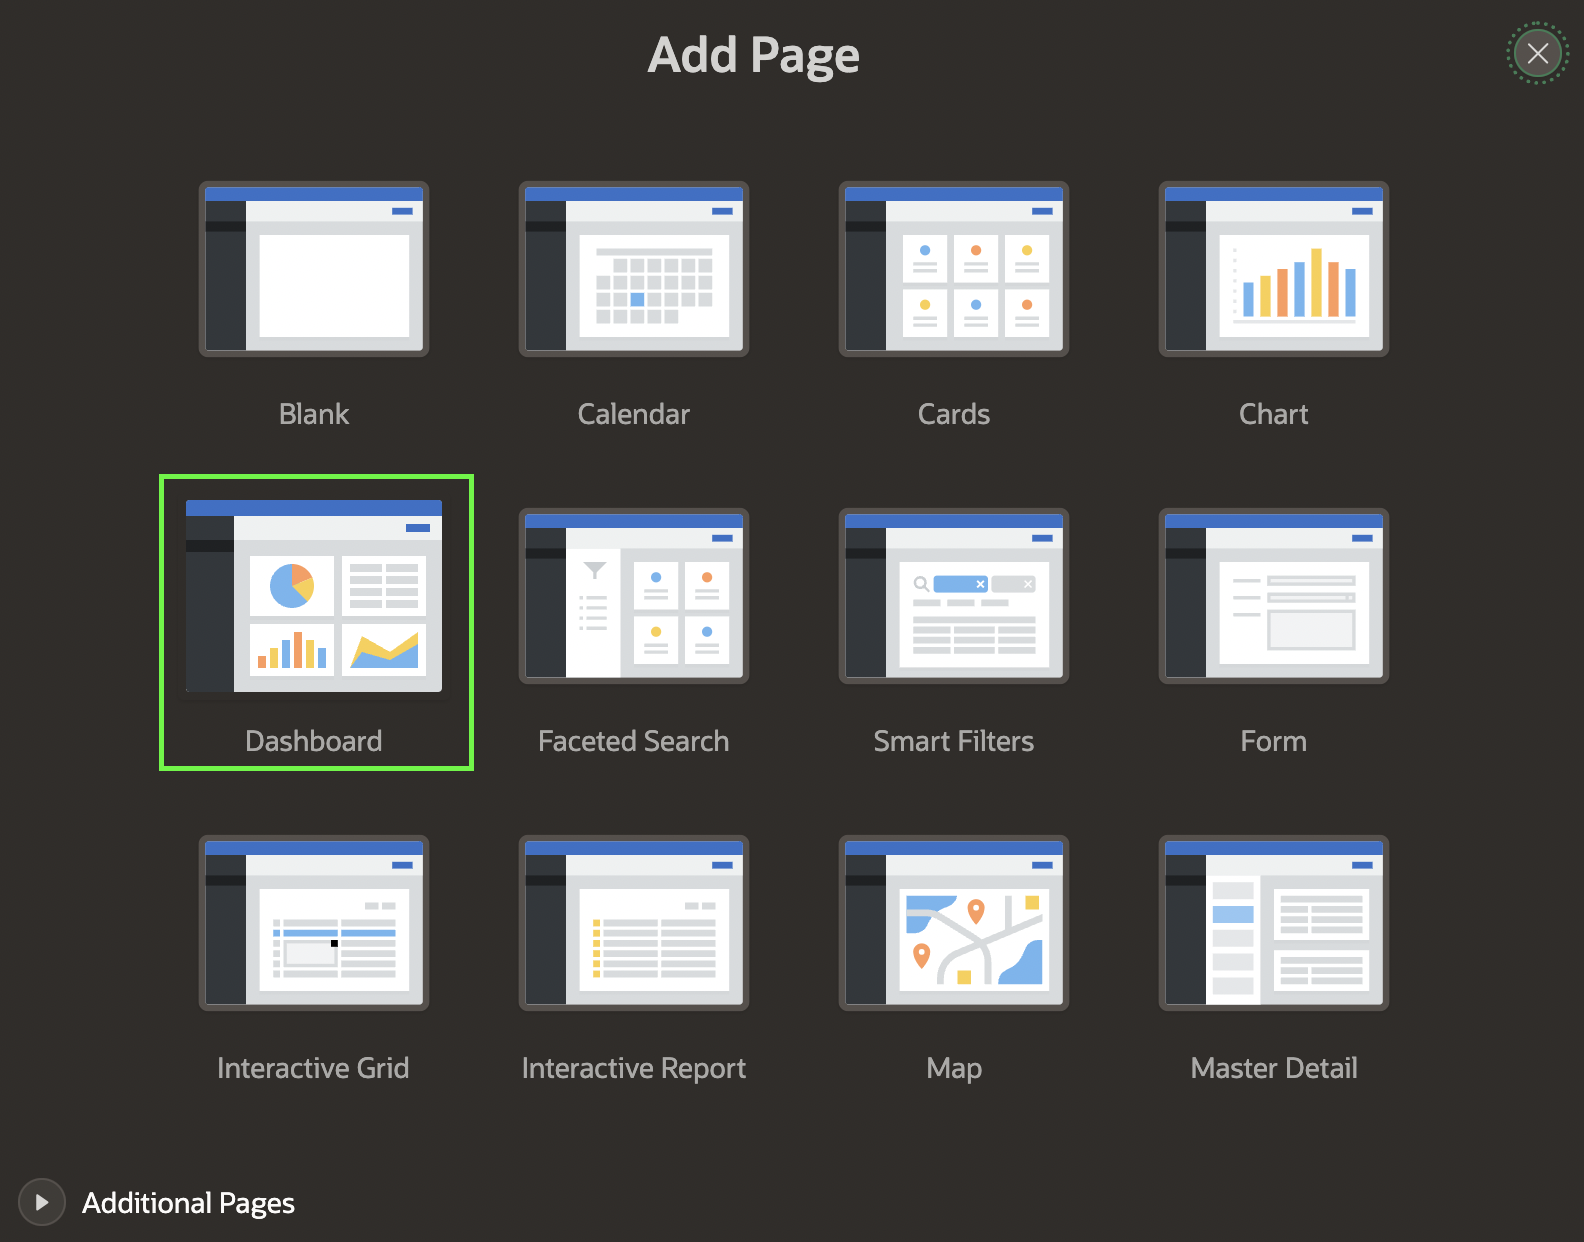 Add Page
Blank
Calendar
Cards
Chart
Dashboard
Faceted Search
Smart Filters
Form
Interactive Grid
Interactive Report
Map
Master Detail
Additional Pages